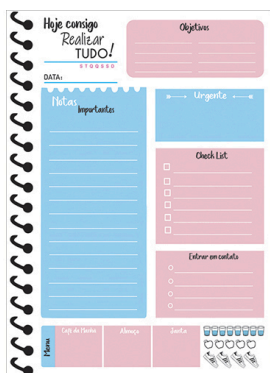 Hoje consigo
Realizar
TUDO!
S T Q Q S S D
DATA:
Objetivos
Notas
Importantes
Urgente
Check List
Entrar em contato
Menu
Café da Manhã
Almoço
Janta